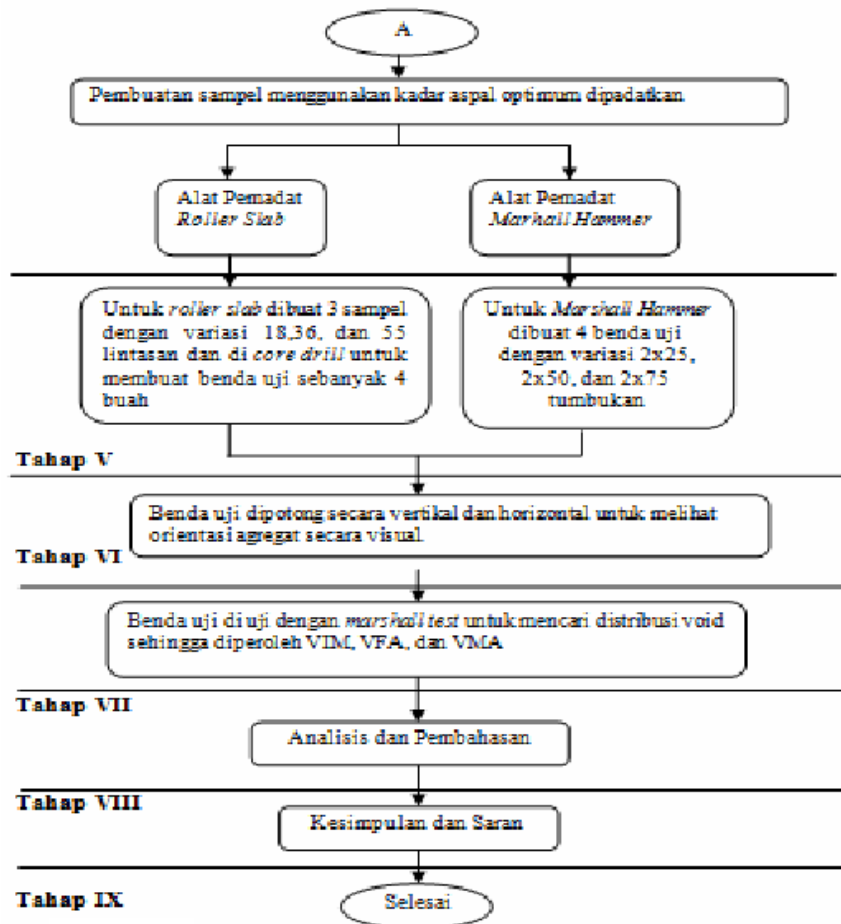 A
Pembuatan sampel menggunakan kadar aspal optimum dipadatkan
Alat Pemadat
Roller Slab
Alat Pemadat
Marhall Hammer
Untuk roller slab dibuat 3 sampel
dengan variasi 18,36, dan 55
lintasan dan di core drill untuk
membuat benda uji sebanyak 4
buah
Untuk Marshall Hammer
dibuat 4 benda uji
dengan variasi 2x25,
2x50, dan 2x75
tumbukan
Tahap V
Benda uji dipotong secara vertikal dan horizontal untuk melihat
orientasi agregat secara visual
Tahap VI
Benda uji di uji dengan marshall test untuk mencari distribusi void
sehingga diperoleh VIM, VFA, dan VMA
Tahap VII
Analisis dan Pembahasan
Tahap VIII
Kesimpulan dan Saran
Tahap IX
Selesai